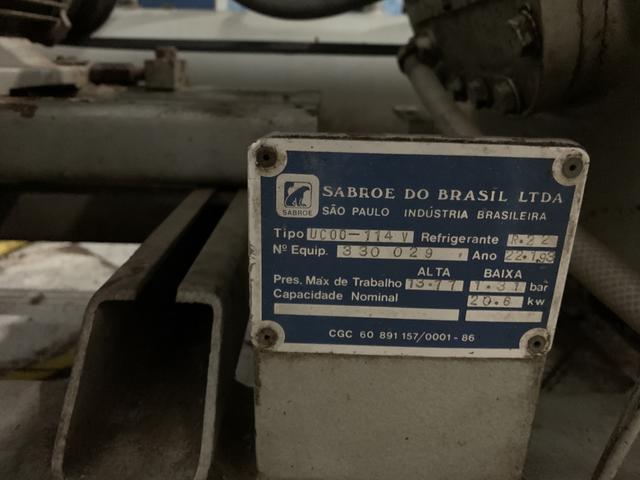 SABROE
SABROE DO BRASIL LTDA
SÃO PAULO INDÚSTRIA BRASILEIRA
Tipo UCOO-114 V Refrigerante R.22
Nº Equip. 330 029 Ano 22.1.93
ALTA BAIXA
Pres. Max de Trabalho 13.77 1.31 bar
Capacidade Nominal 20.6 kw
CGC 60 891 157/0001-86